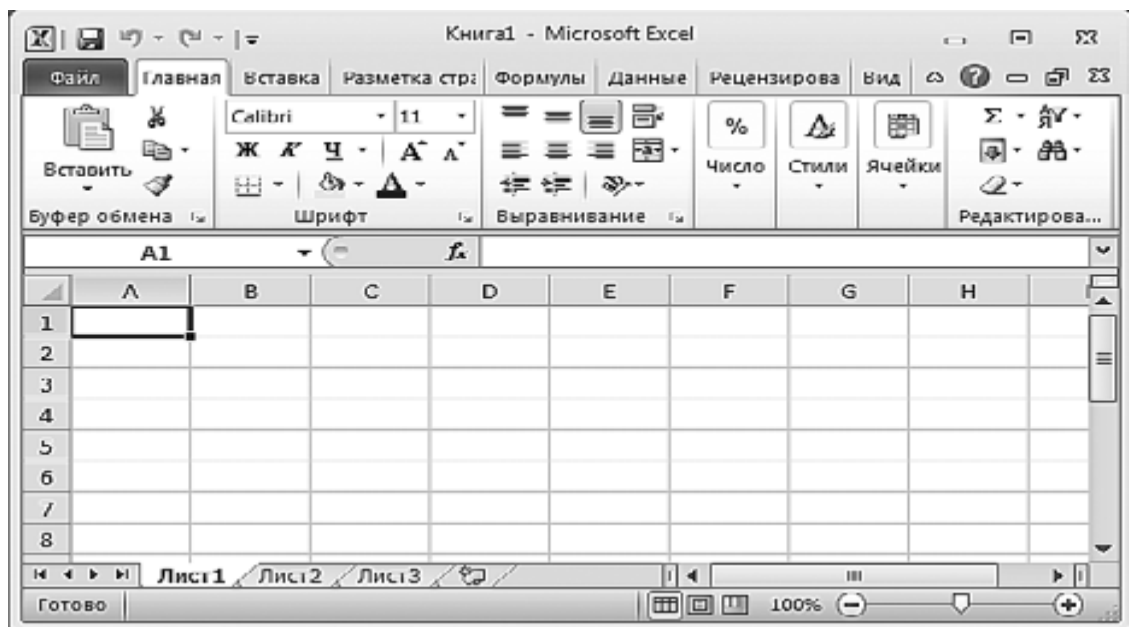 Книга1 - Microsoft Excel
Файл Главная Вставка Разметка стра Формулы Данные Рецензирова Вид
Вставить
Calibri 11
Ж К Ч A A
A
% Число
Стили
Ячейки
Σ АЯ
Буфер обмена Шрифт Выравнивание Редактирова...
A1 fx
A B C D E F G H I
1
2
3
4
5
6
7
8
Лист1 Лист2 Лист3
Готово 100%